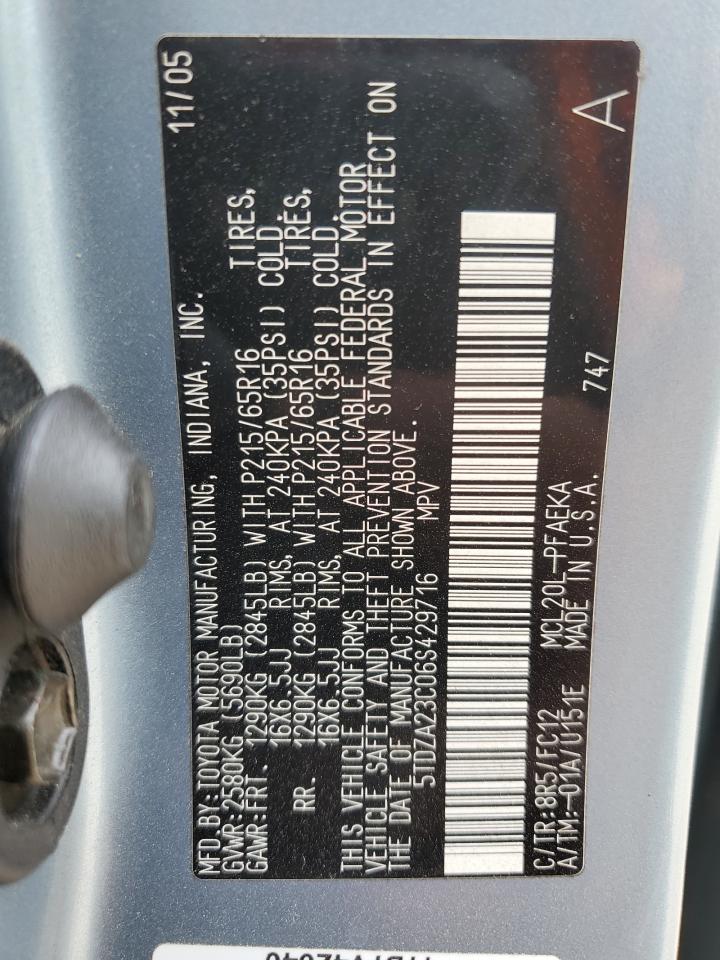 MFD.BY:TOYOTA MOTOR MANUFACTURING, INDIANA, INC. 11/05
GVWR:2580KG (5690LB)
GAWR:FRT. 1290KG (2845LB) WITH P215/65R16 TIRES,
16X6.5JJ RIMS, AT 240KPA (35PSI) COLD.
RR. 1290KG (2845LB) WITH P215/65R16 TIRES,
16X6.5JJ RIMS, AT 240KPA (35PSI) COLD.
THIS VEHICLE CONFORMS TO ALL APPLICABLE FEDERAL MOTOR
VEHICLE SAFETY AND THEFT PREVENTION STANDARDS IN EFFECT ON
THE DATE OF MANUFACTURE SHOWN ABOVE.
5TDZA23C06S429716 MPV
C/TR:8R5/FC12 MCL20L-PFAEKA 747 A
A/TM:-01A/U151E MADE IN U.S.A.